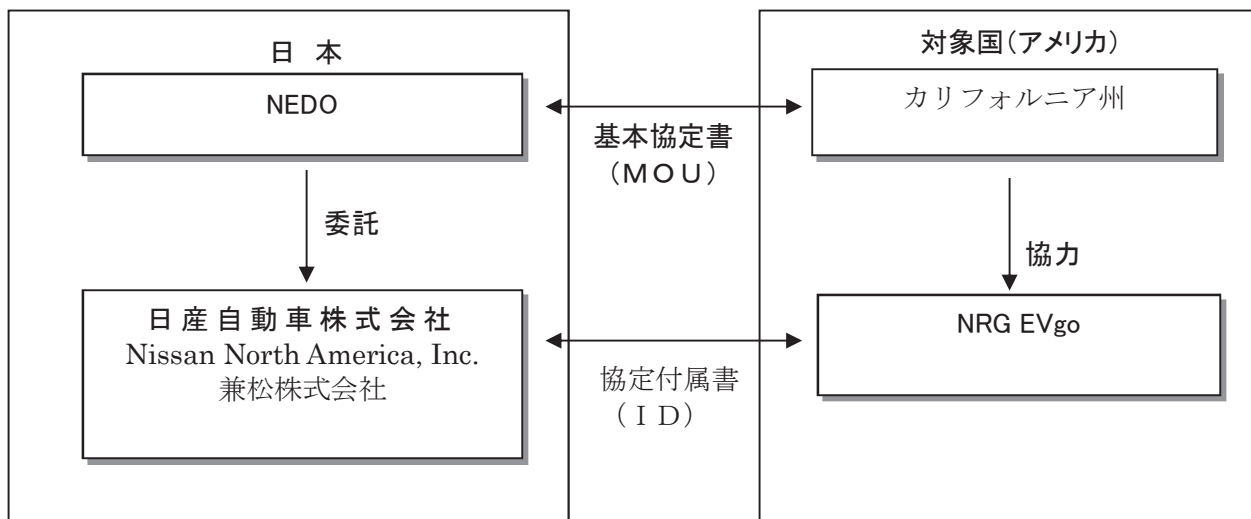 日 本
NEDO
委託
日産自動車株式会社
Nissan North America, Inc.
兼松株式会社
基本協定書
（ＭＯＵ）
協定付属書
（ＩＤ）
対象国（アメリカ）
カリフォルニア州
協力
NRG EVgo